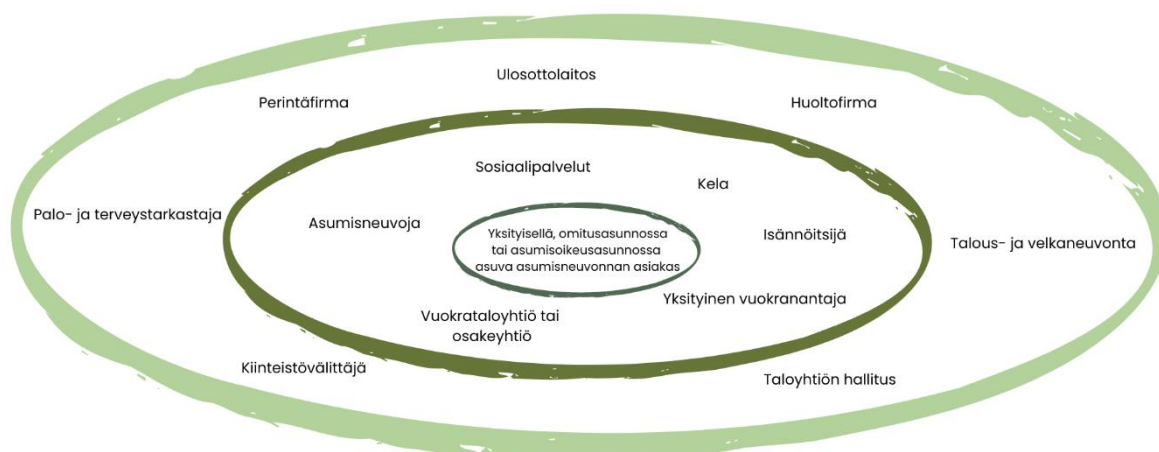 Ulosottolaitos
Perintäfirma
Huoltofirma
Sosiaalipalvelut
Kela
Palo- ja terveystarkastaja
Asumisneuvoja
Yksityisellä, omitusasunnossa
tai asumisoikeusasunnossa
asuva asumisneuvonnan asiakas
Isännöitsijä
Talous- ja velkaneuvonta
Yksityinen vuokranantaja
Vuokrataloyhtiö tai
osakeyhtiö
Kiinteistövälittäjä
Taloyhtiön hallitus